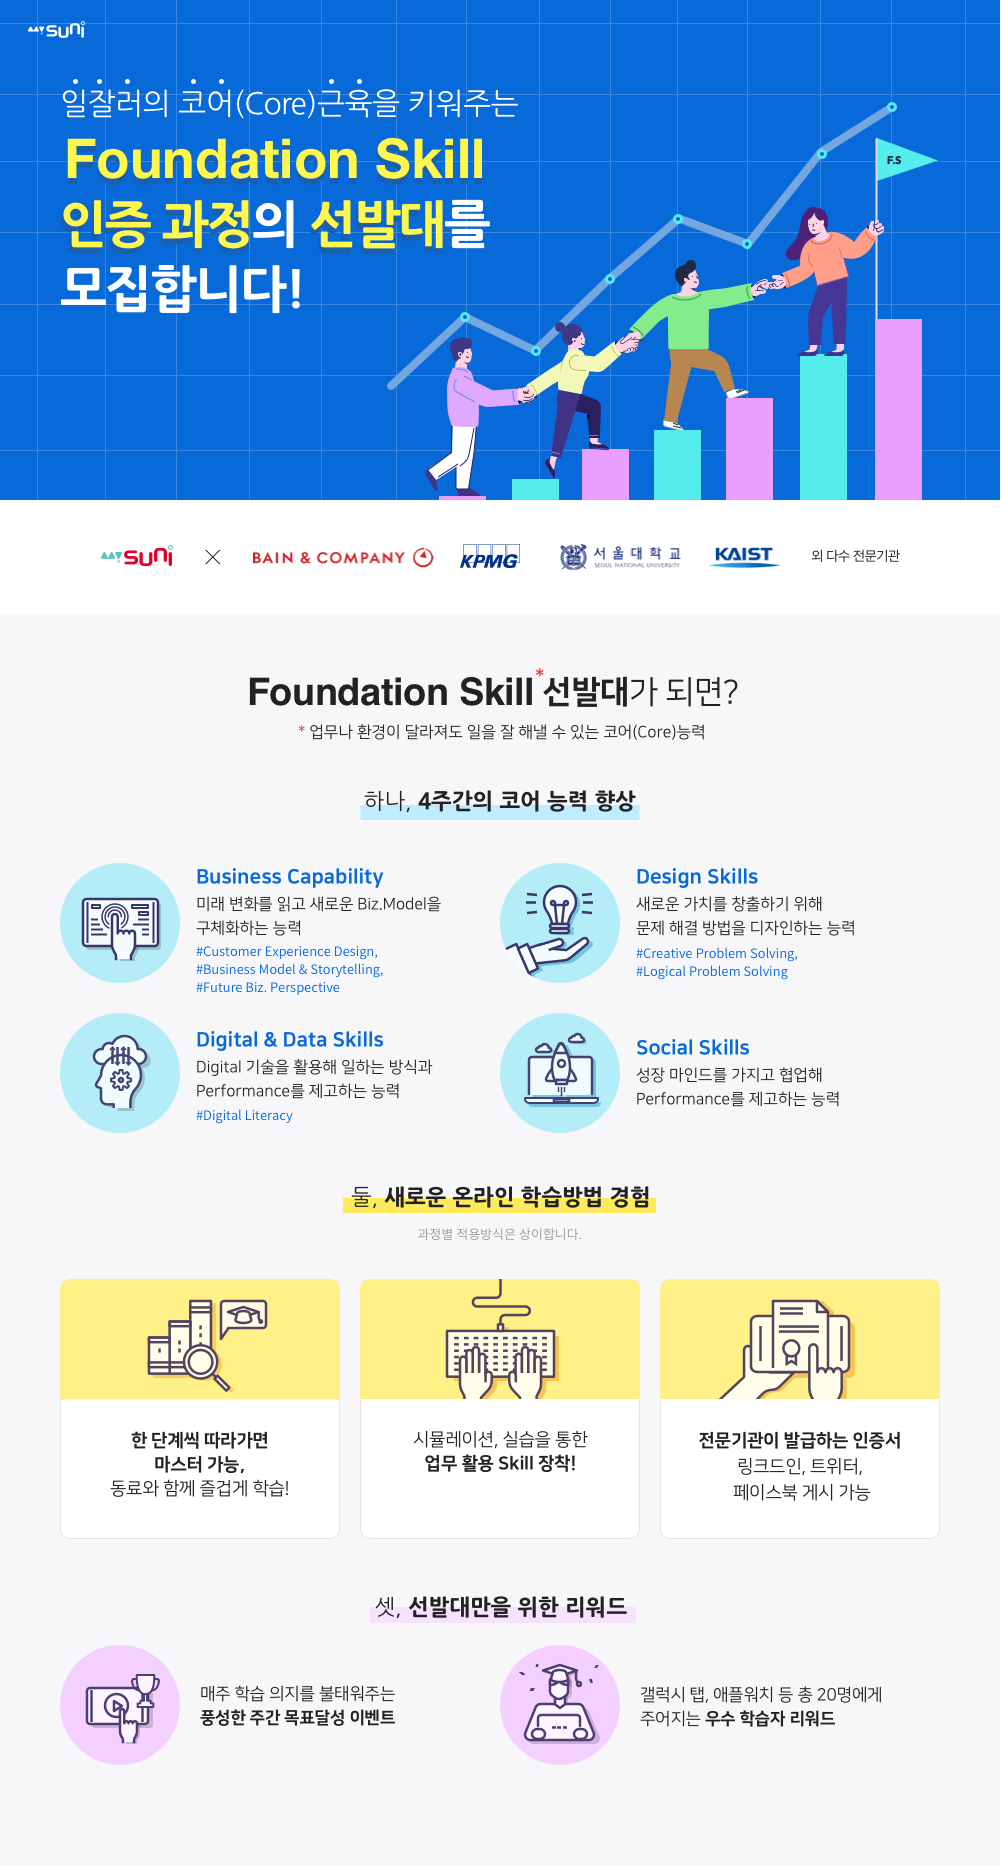 SUNI
일잘러의 코어(Core)근육을 키워주는
Foundation Skill
인증 과정의 선발대를
모집합니다!
F.S
SUNI × BAIN & COMPANY KPMG 서울대학교 SEOUL NATIONAL UNIVERSITY KAIST 외 다수 전문기관
Foundation Skill*선발대가 되면?
* 업무나 환경이 달라져도 일을 잘 해낼 수 있는 코어(Core)능력
하나, 4주간의 코어 능력 향상
Business Capability
미래 변화를 읽고 새로운 Biz.Model을
구체화하는 능력
#Customer Experience Design,
#Business Model & Storytelling,
#Future Biz. Perspective
Design Skills
새로운 가치를 창출하기 위해
문제 해결 방법을 디자인하는 능력
#Creative Problem Solving,
#Logical Problem Solving
Digital & Data Skills
Digital 기술을 활용해 일하는 방식과
Performance를 제고하는 능력
#Digital Literacy
Social Skills
성장 마인드를 가지고 협업해
Performance를 제고하는 능력
둘, 새로운 온라인 학습방법 경험
과정별 적용방식은 상이합니다.
한 단계씩 따라가면
마스터 가능,
동료와 함께 즐겁게 학습!
시뮬레이션, 실습을 통한
업무 활용 Skill 장착!
전문기관이 발급하는 인증서
링크드인, 트위터,
페이스북 게시 가능
셋, 선발대만을 위한 리워드
매주 학습 의지를 불태워주는
풍성한 주간 목표달성 이벤트
갤럭시 탭, 애플워치 등 총 20명에게
주어지는 우수 학습자 리워드